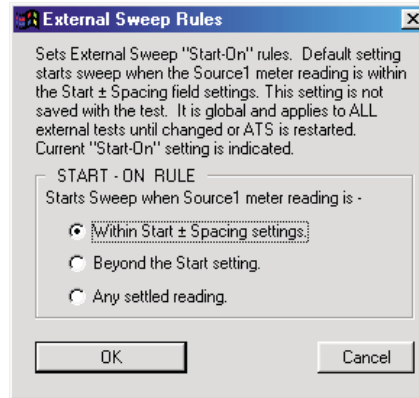 External Sweep Rules
Sets External Sweep "Start-On" rules. Default setting
starts sweep when the Source1 meter reading is within
the Start ± Spacing field settings. This setting is not
saved with the test. It is global and applies to ALL
external tests until changed or ATS is restarted.
Current "Start-On" setting is indicated.
START - ON RULE
Starts Sweep when Source1 meter reading is -
Within Start ± Spacing settings.
Beyond the Start setting.
Any settled reading.
OK
Cancel